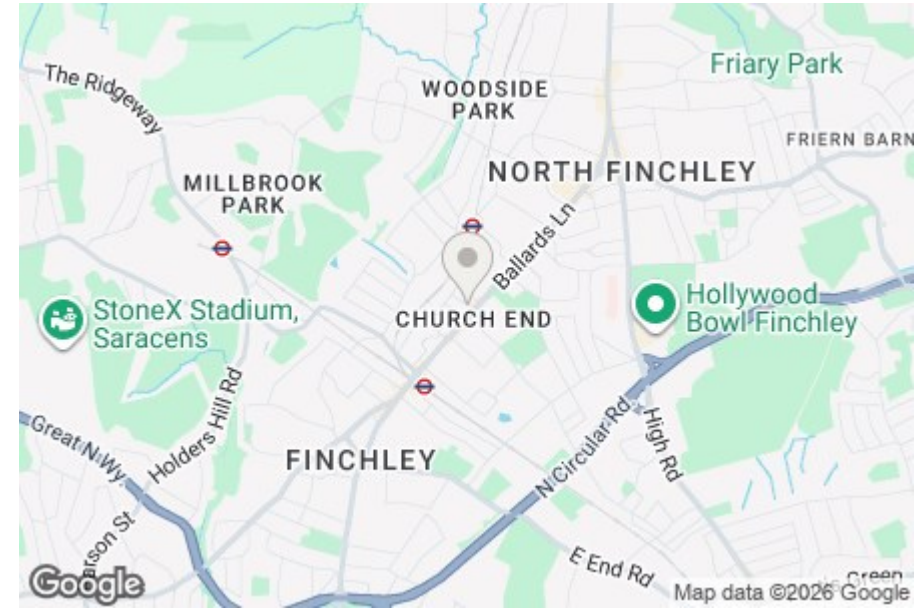 The Ridgeway
WOODSIDE
PARK
Friary Park
FRIERN BARN
NORTH FINCHLEY
MILLBROOK
PARK
Ballards Ln
StoneX Stadium,
Saracens
CHURCH END
Hollywood
Bowl Finchley
Holders Hill Rd
Great N Wy
FINCHLEY
N Circular Rd
High Rd
E End Rd
Google
Map data ©2026 Google